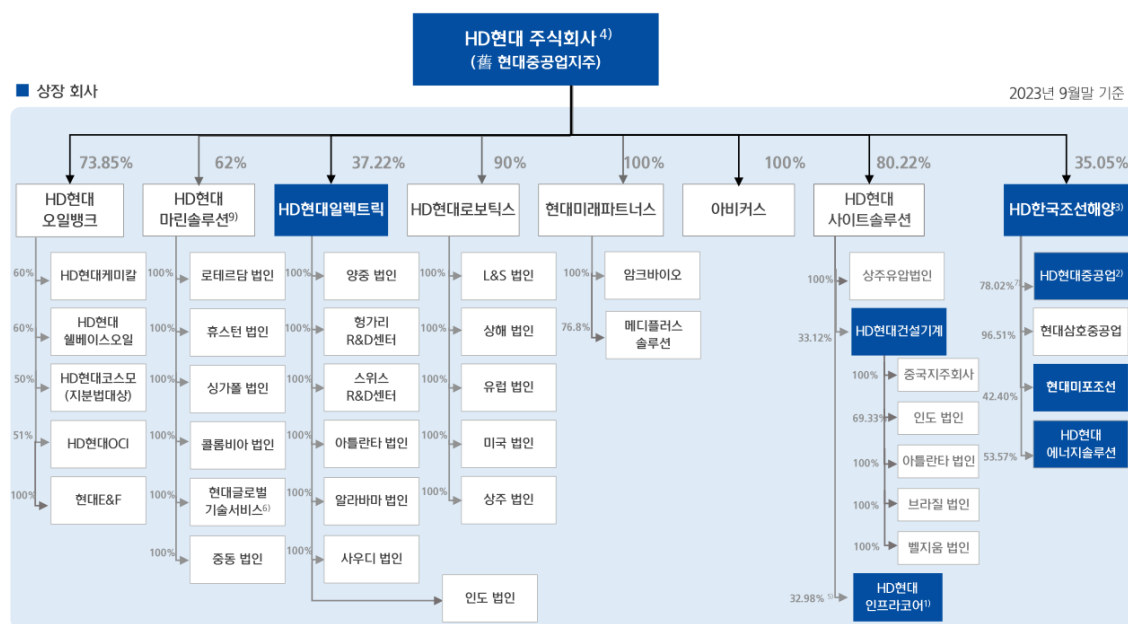 HD현대 주식회사 4)
(舊 현대중공업지주)
상장 회사
2023년 9월말 기준
73.85%
62%
37.22%
90%
100%
100%
80.22%
35.05%
HD현대
오일뱅크
HD현대
마린솔루션9)
HD현대일렉트릭
HD현대로보틱스
현대미래파트너스
아비커스
HD현대
사이트솔루션
HD한국조선해양3)
60%
HD현대케미칼
60%
HD현대
쉘베이스오일
50%
HD현대코스모
(지분법대상)
51%
HD현대OCI
100%
현대E&F
100%
로테르담 법인
100%
휴스턴 법인
100%
싱가폴 법인
100%
콜롬비아 법인
100%
현대글로벌
기술서비스6)
100%
중동 법인
100%
양중 법인
100%
헝가리
R&D센터
100%
스위스
R&D센터
100%
아틀란타 법인
100%
알라바마 법인
100%
사우디 법인
인도 법인
100%
L&S 법인
100%
상해 법인
100%
유럽 법인
100%
미국 법인
100%
상주 법인
100%
암크바이오
76.8%
메디플러스
솔루션
100%
상주유압법인
33.12%
HD현대건설기계
100%
중국지주회사
69.33%
인도 법인
100%
아틀란타 법인
100%
브라질 법인
100%
벨지움 법인
32.98% 5)
HD현대
인프라코어1)
78.02%7)
HD현대중공업2)
96.51%
현대삼호중공업
42.40%
현대미포조선
53.57%
HD현대
에너지솔루션